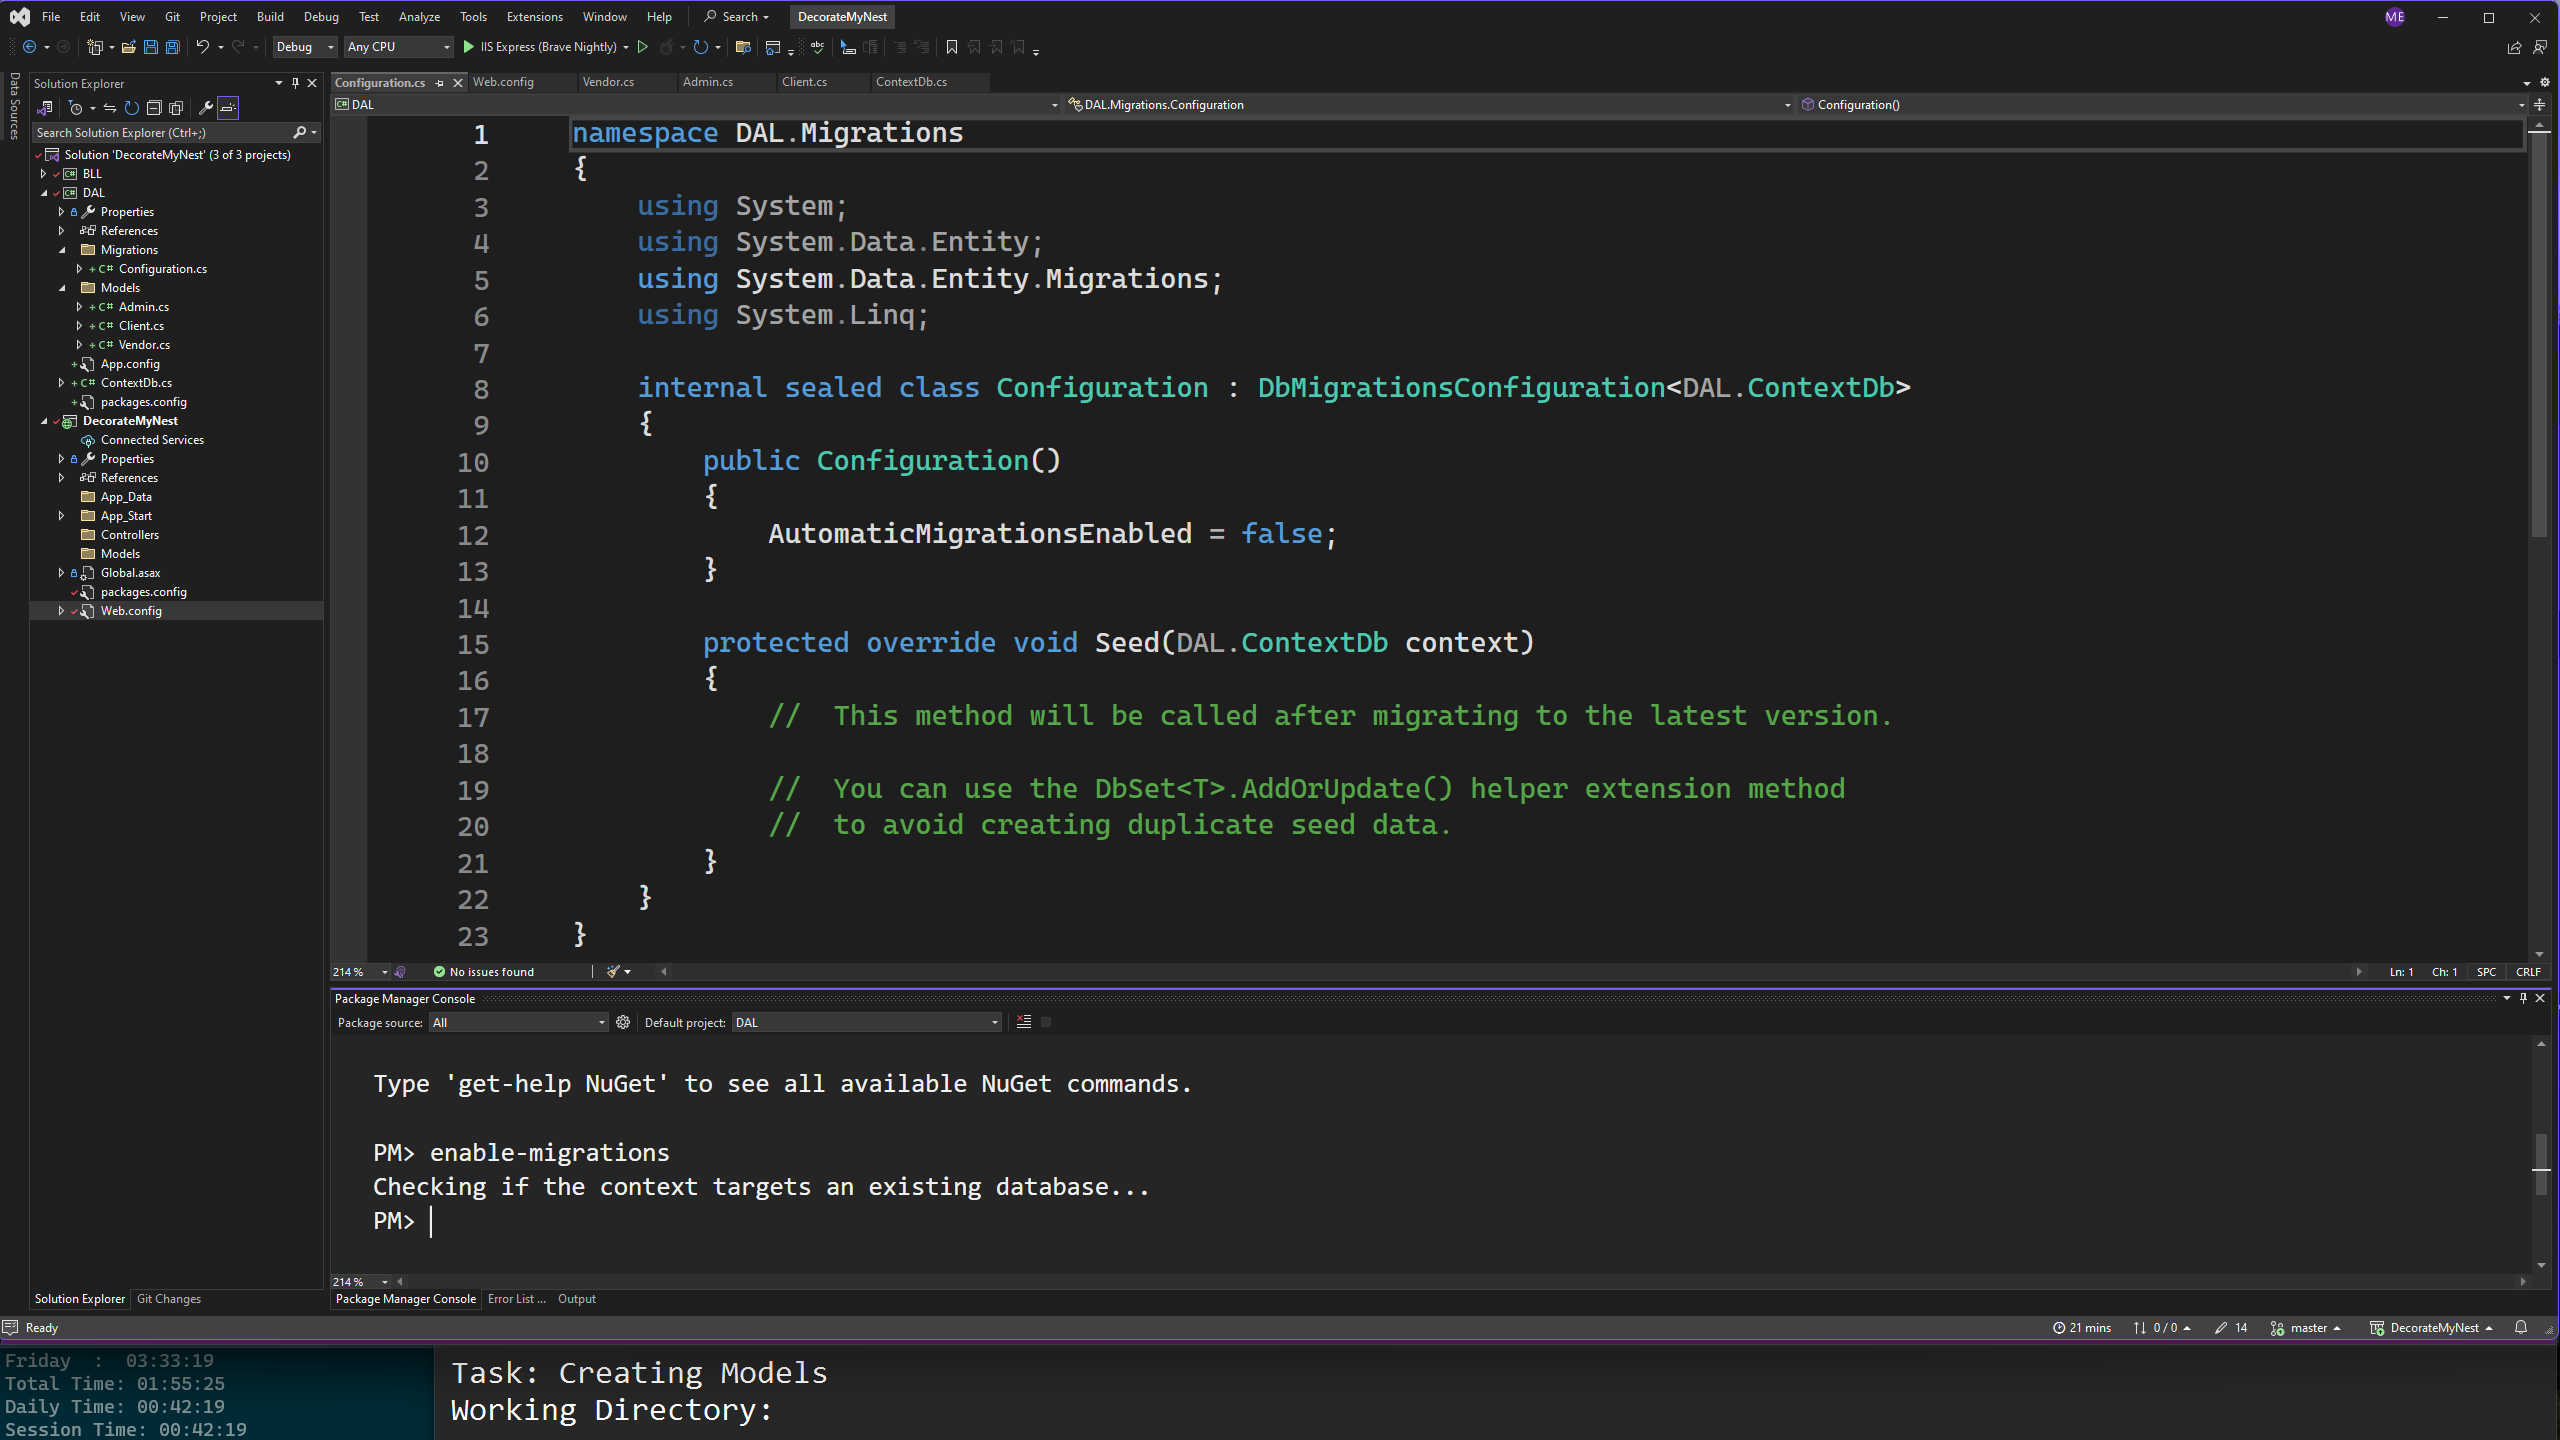 File Edit View Git Project Build Debug Test Analyze Tools Extensions Window Help Search DecorateMyNest ME
Debug Any CPU IIS Express (Brave Nightly)
Data Sources
Solution Explorer
Search Solution Explorer (Ctrl+;)
Solution 'DecorateMyNest' (3 of 3 projects)
BLL
DAL
Properties
References
Migrations
C# Configuration.cs
Models
C# Admin.cs
C# Client.cs
C# Vendor.cs
App.config
C# ContextDb.cs
packages.config
DecorateMyNest
Connected Services
Properties
References
App_Data
App_Start
Controllers
Models
Global.asax
packages.config
Web.config
Solution Explorer Git Changes
Configuration.cs Web.config Vendor.cs Admin.cs Client.cs ContextDb.cs
C# DAL DAL.Migrations.Configuration Configuration()
1 namespace DAL.Migrations
2 {
3 using System;
4 using System.Data.Entity;
5 using System.Data.Entity.Migrations;
6 using System.Linq;
7
8 internal sealed class Configuration : DbMigrationsConfiguration<DAL.ContextDb>
9 {
10 public Configuration()
11 {
12 AutomaticMigrationsEnabled = false;
13 }
14
15 protected override void Seed(DAL.ContextDb context)
16 {
17 //  This method will be called after migrating to the latest version.
18
19 //  You can use the DbSet<T>.AddOrUpdate() helper extension method
20 //  to avoid creating duplicate seed data.
21 }
22 }
23 }
214 % No issues found Ln: 1 Ch: 1 SPC CRLF
Package Manager Console
Package source: All Default project: DAL
Type 'get-help NuGet' to see all available NuGet commands.
PM> enable-migrations
Checking if the context targets an existing database...
PM>
214 %
Package Manager Console Error List ... Output
Ready 21 mins 0 / 0 14 master DecorateMyNest
Friday  :  03:33:19
Total Time: 01:55:25
Daily Time: 00:42:19
Session Time: 00:42:19
Task: Creating Models
Working Directory: